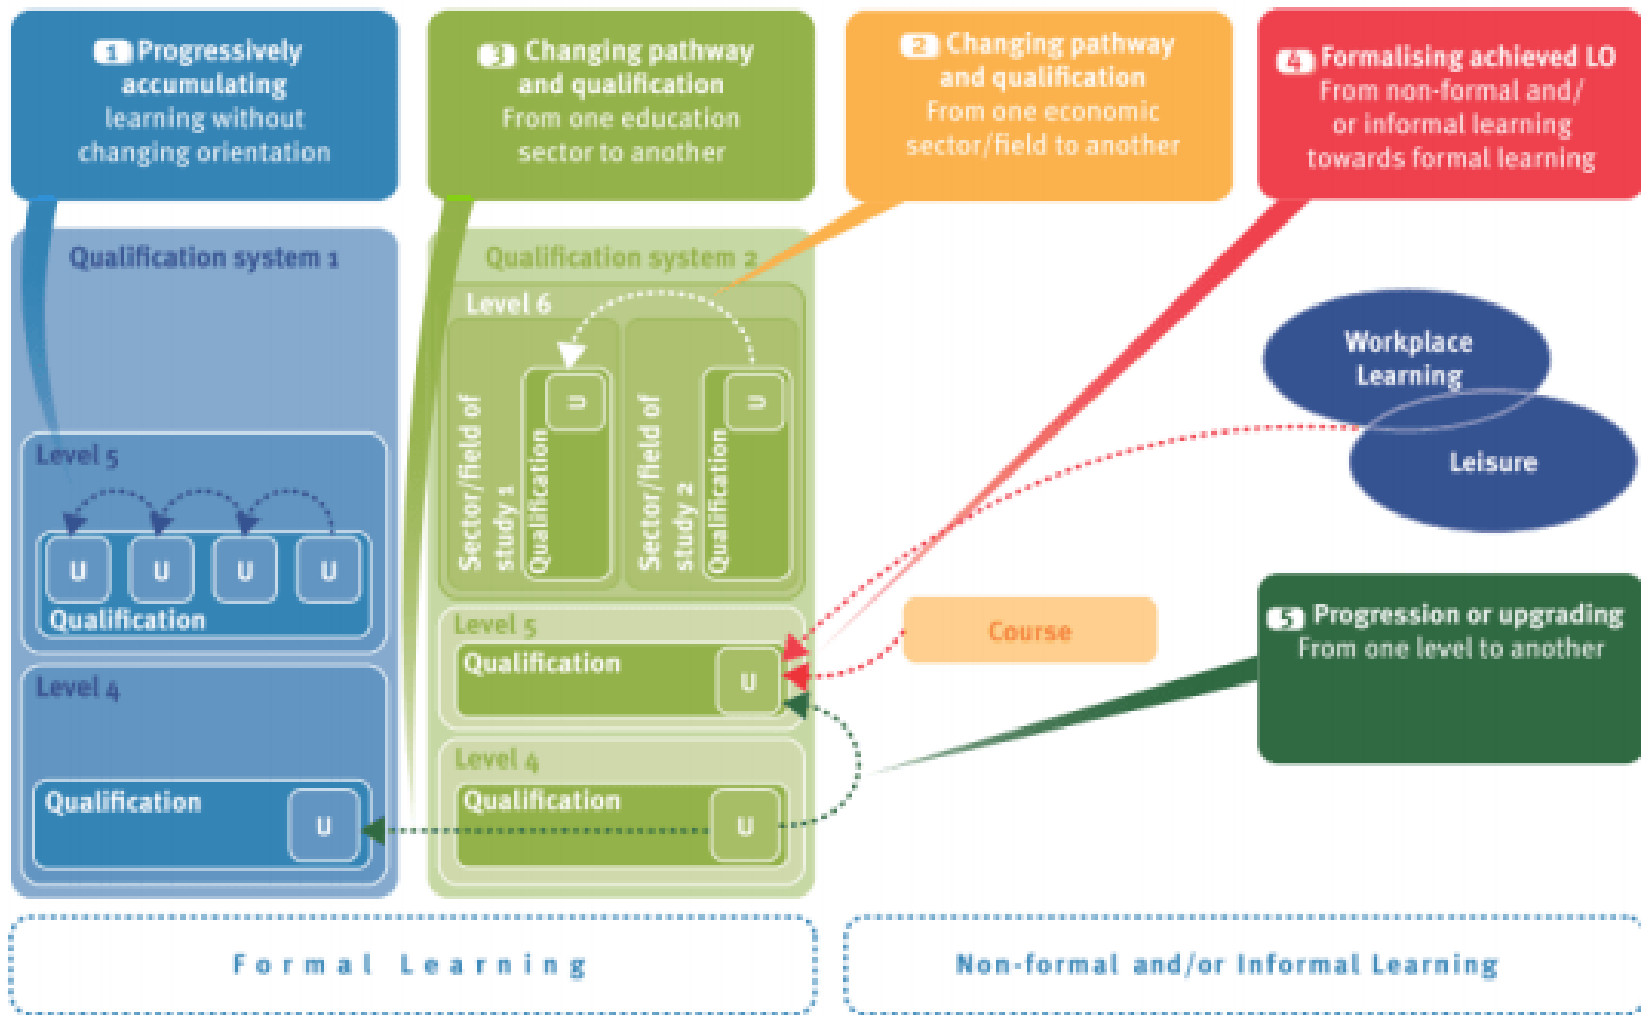 1 Progressively
accumulating
learning without
changing orientation
3 Changing pathway
and qualification
From one education
sector to another
2 Changing pathway
and qualification
From one economic
sector/field to another
4 Formalising achieved LO
From non-formal and/
or informal learning
towards formal learning
Qualification system 1
Level 5
U U U U
Qualification
Level 4
Qualification
U
Qualification system 2
Level 6
Sector/field of
study 1
Qualification
U
Sector/field of
study 2
Qualification
U
Level 5
Qualification
U
Level 4
Qualification
U
Workplace
Learning
Leisure
Course
5 Progression or upgrading
From one level to another
Formal Learning
Non-formal and/or Informal Learning